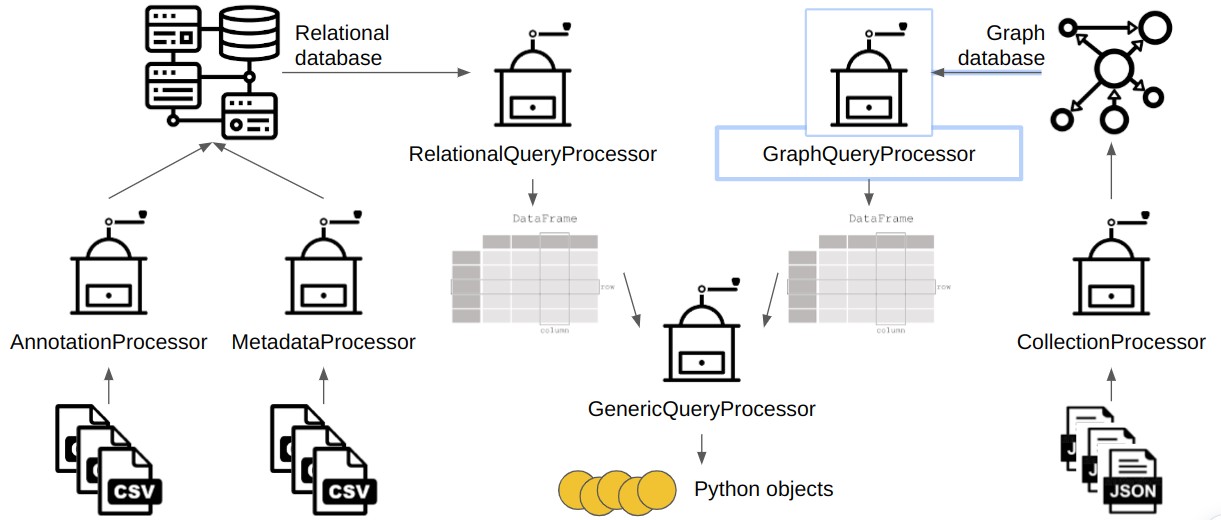 Relational
database
Graph
database
RelationalQueryProcessor
GraphQueryProcessor
DataFrame
row
column
DataFrame
row
column
AnnotationProcessor
MetadataProcessor
CollectionProcessor
GenericQueryProcessor
CSV
CSV
J
J
JSON
Python objects